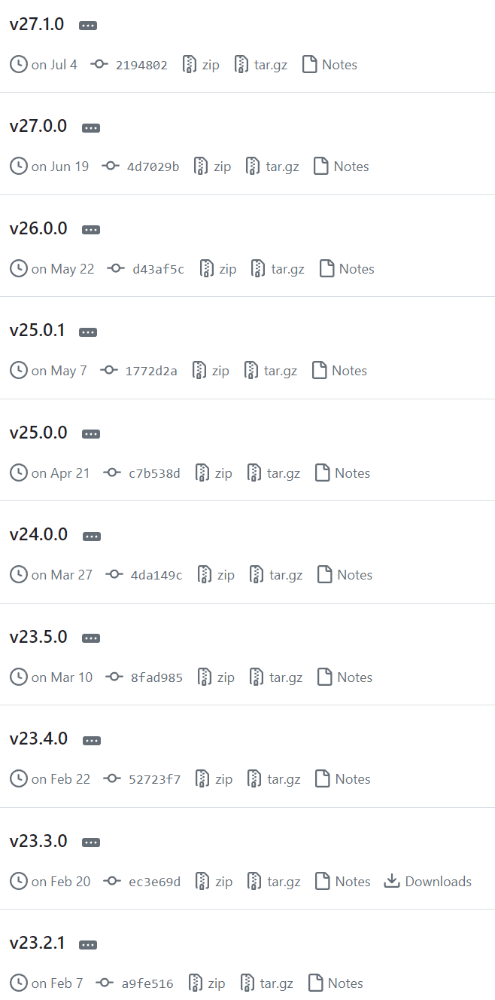 v27.1.0
on Jul 4 2194802 zip tar.gz Notes
v27.0.0
on Jun 19 4d7029b zip tar.gz Notes
v26.0.0
on May 22 d43af5c zip tar.gz Notes
v25.0.1
on May 7 1772d2a zip tar.gz Notes
v25.0.0
on Apr 21 c7b538d zip tar.gz Notes
v24.0.0
on Mar 27 4da149c zip tar.gz Notes
v23.5.0
on Mar 10 8fad985 zip tar.gz Notes
v23.4.0
on Feb 22 52723f7 zip tar.gz Notes
v23.3.0
on Feb 20 ec3e69d zip tar.gz Notes Downloads
v23.2.1
on Feb 7 a9fe516 zip tar.gz Notes